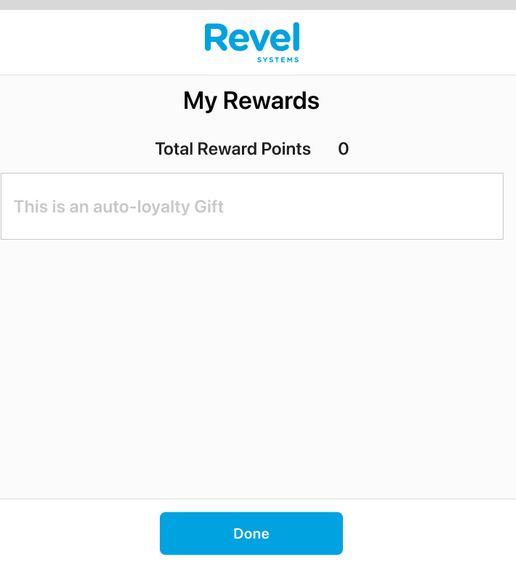 Revel
SYSTEMS
My Rewards
Total Reward Points 0
This is an auto-loyalty Gift
Done